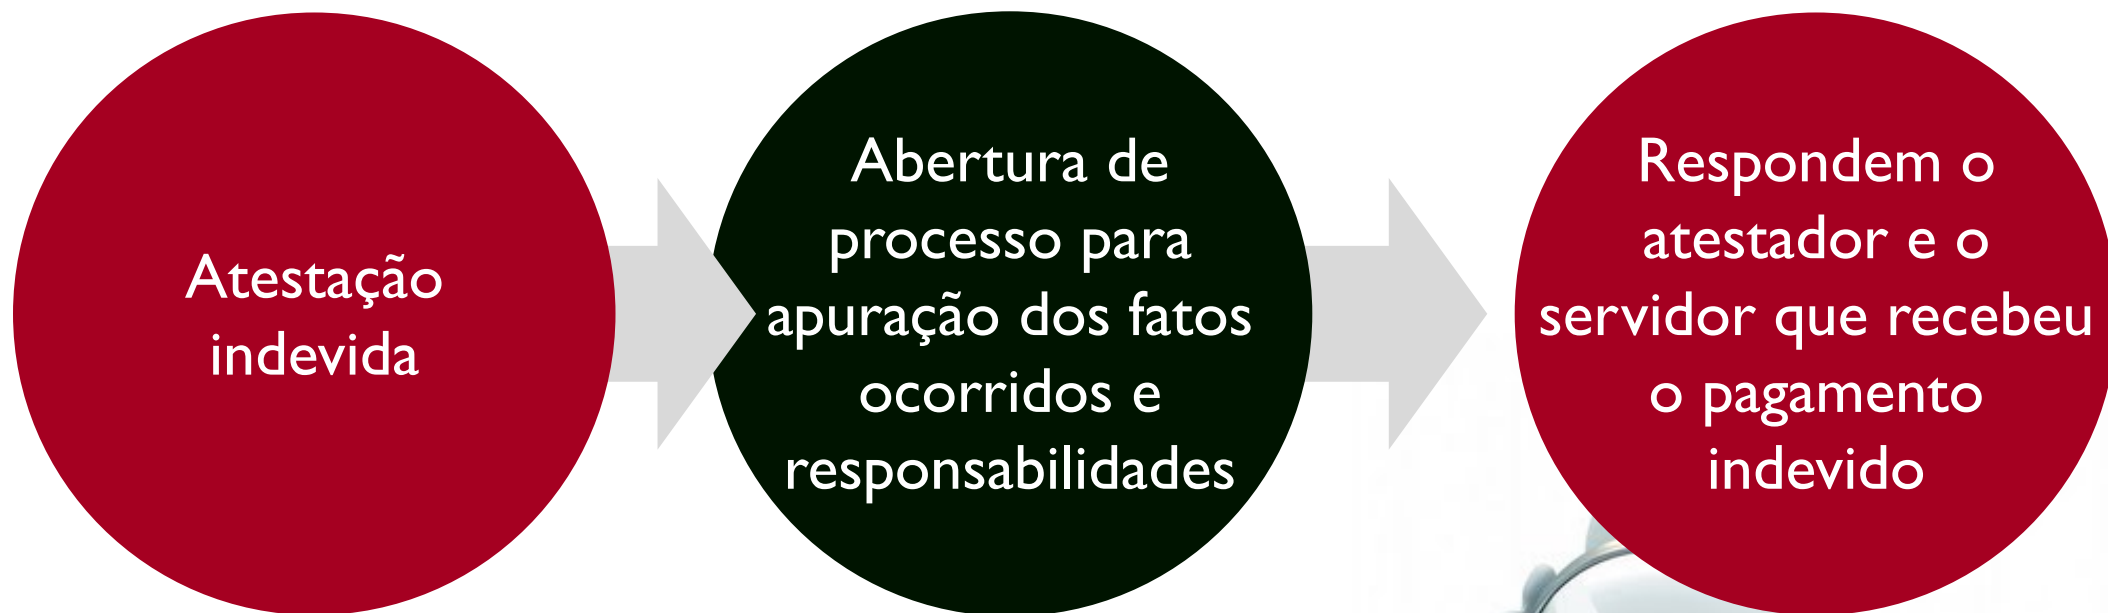 Atestação
indevida
Abertura de
processo para
apuração dos fatos
ocorridos e
responsabilidades
Respondem o
atestador e o
servidor que recebeu
o pagamento
indevido